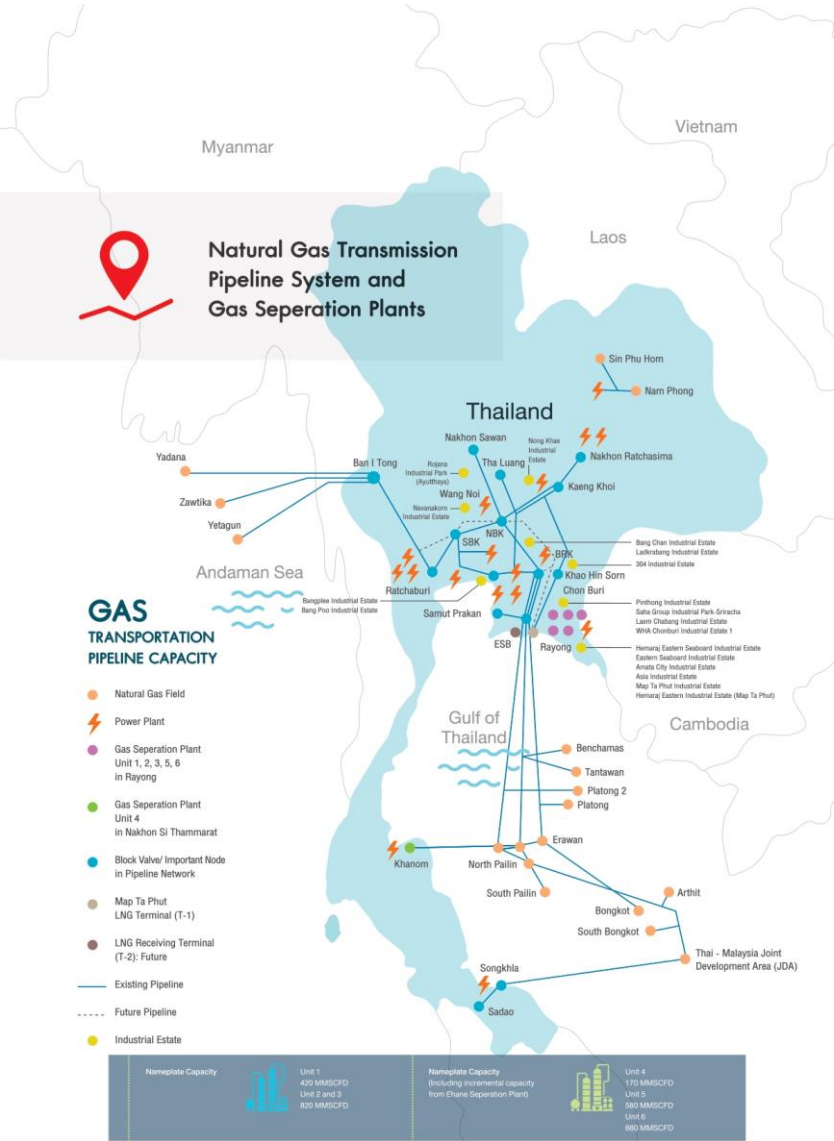 Myanmar
Vietnam
Laos
Natural Gas Transmission
Pipeline System and
Gas Seperation Plants
Sin Phu Hom
Nam Phong
Thailand
Nakhon Sawan
Nong Khae
Industrial
Estate
Nakhon Ratchasima
Yadana
Ban I Tong
Rojana
Industrial Park
(Ayutthaya)
Tha Luang
Kaeng Khoi
Zawtika
Wang Noi
Navanakorn
Industrial Estate
Yetagun
NBK
SBK
BPK
Bang Chan Industrial Estate
Ladkrabang Industrial Estate
304 Industrial Estate
Andaman Sea
Ratchaburi
Khao Hin Sorn
Chon Buri
Bangplee Industrial Estate
Bang Poo Industrial Estate
Samut Prakan
Pinthong Industrial Estate
Saha Group Industrial Park-Sriracha
Laem Chabang Industrial Estate
WHA Chonburi Industrial Estate 1
ESB
Rayong
Hemaraj Eastern Seaboard Industrial Estate
Eastern Seaboard Industrial Estate
Amata City Industrial Estate
Asia Industrial Estate
Map Ta Phut Industrial Estate
Hemaraj Eastern Industrial Estate (Map Ta Phut)
GAS
TRANSPORTATION
PIPELINE CAPACITY
Natural Gas Field
Power Plant
Gas Seperation Plant
Unit 1, 2, 3, 5, 6
in Rayong
Gas Seperation Plant
Unit 4
in Nakhon Si Thammarat
Block Valve/ Important Node
in Pipeline Network
Map Ta Phut
LNG Terminal (T-1)
LNG Receiving Terminal
(T-2): Future
Existing Pipeline
Future Pipeline
Industrial Estate
Gulf of
Thailand
Cambodia
Benchamas
Tantawan
Platong 2
Platong
Erawan
Khanom
North Pailin
South Pailin
Arthit
Bongkot
South Bongkot
Thai - Malaysia Joint
Development Area (JDA)
Songkhla
Sadao
Nameplate Capacity
Unit 1
420 MMSCFD
Unit 2 and 3
820 MMSCFD
Nameplate Capacity
(Including incremental capacity
from Ehane Seperation Plant)
Unit 4
170 MMSCFD
Unit 5
580 MMSCFD
Unit 6
880 MMSCFD